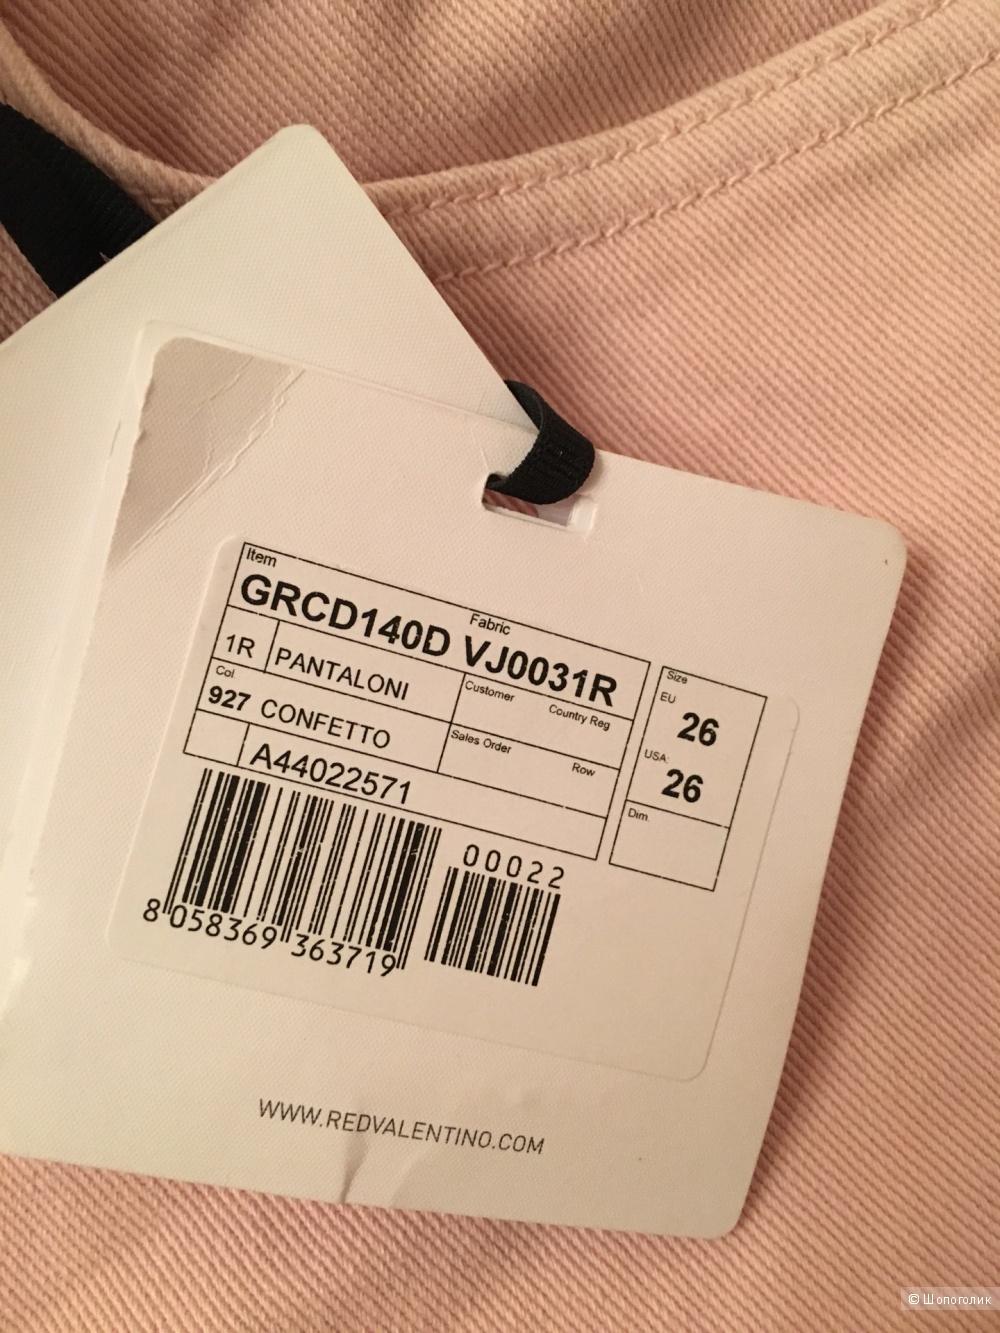 Item
Fabric
GRCD140D VJ0031R
1R PANTALONI
Customer
Country Reg
Col.
927 CONFETTO
Sales Order
Row
A44022571
Size
EU
26
USA:
26
Dim.
00022
8 058369 363719
WWW.REDVALENTINO.COM
© Шопоголик